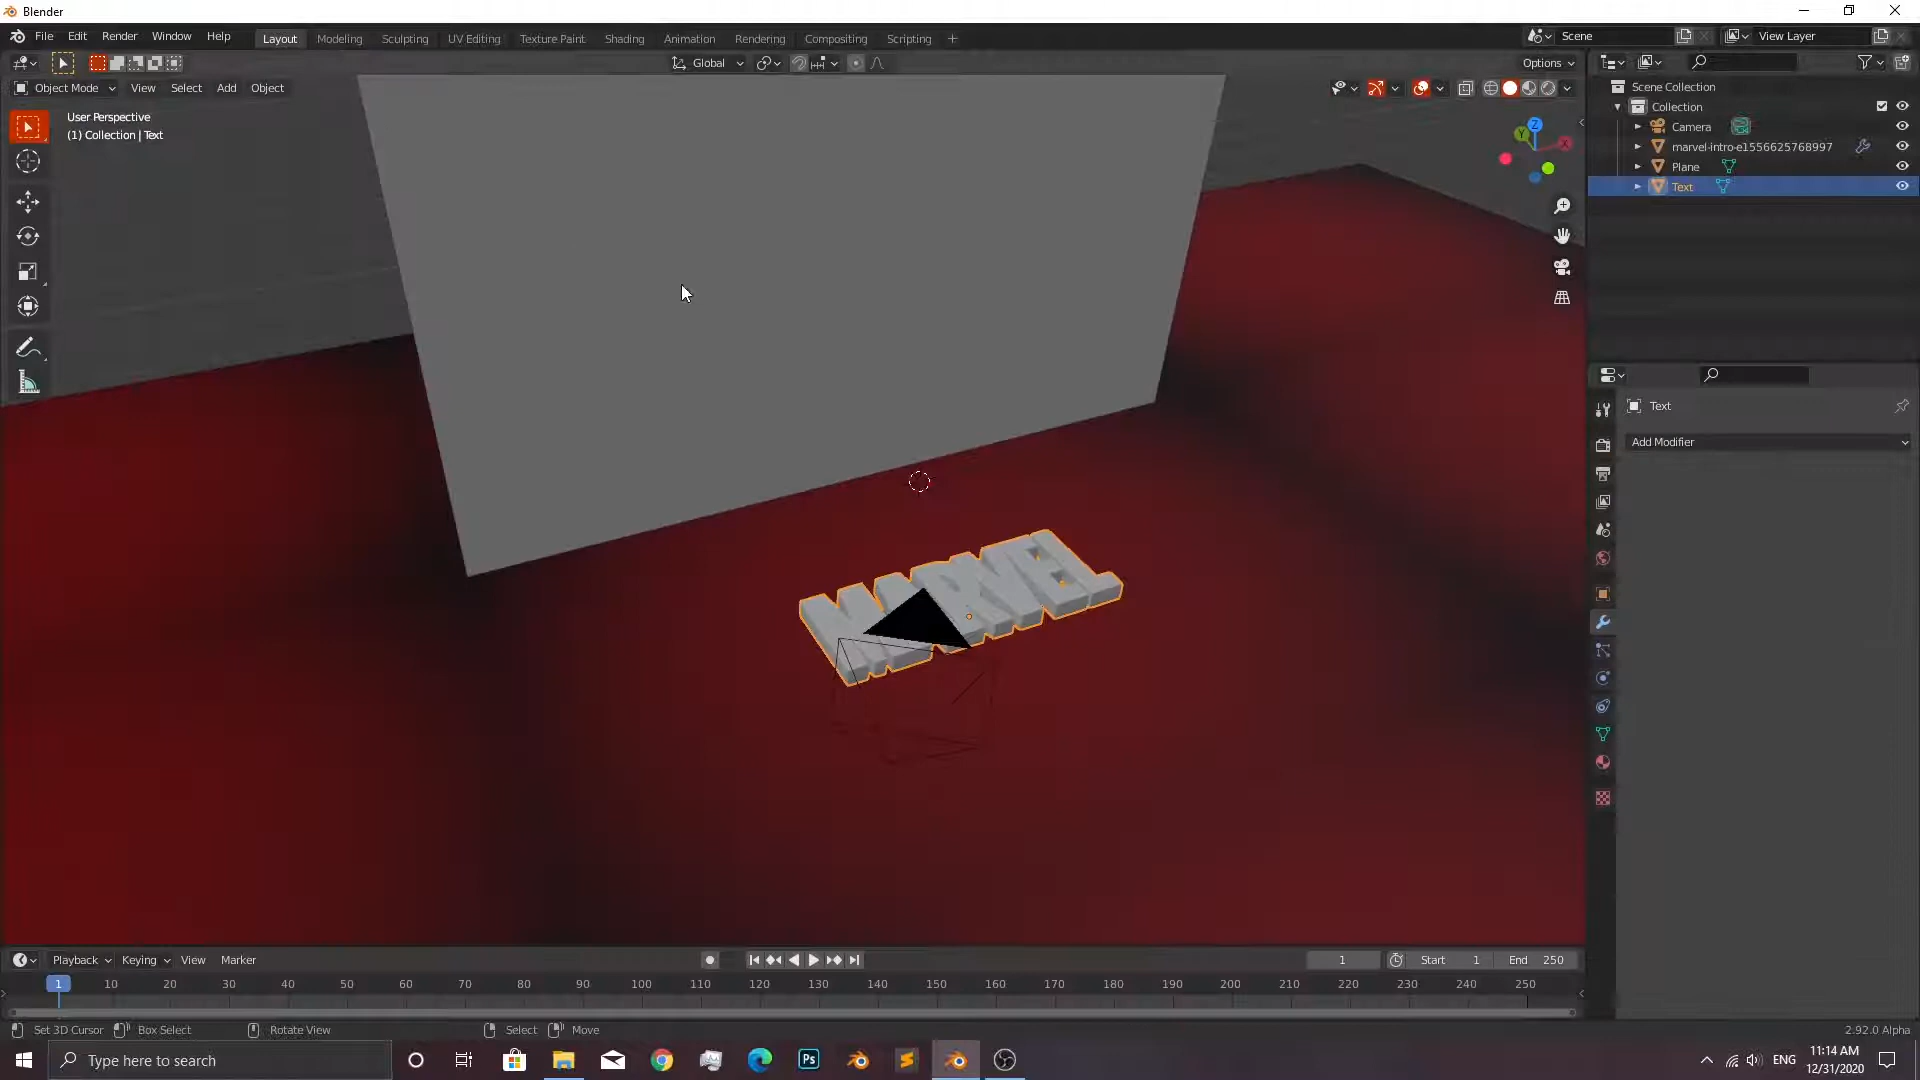 Blender
File Edit Render Window Help
Layout Modeling Sculpting UV Editing Texture Paint Shading Animation Rendering Compositing Scripting
Scene
View Layer
Global
Options
Object Mode View Select Add Object
User Perspective
(1) Collection | Text
Z
Y
X
MARVEL
Scene Collection
Collection
Camera
marvel-intro-e1556625768997
Plane
Text
Text
Add Modifier
Playback Keying View Marker
1
Start 1
End 250
1 10 20 30 40 50 60 70 80 90 100 110 120 130 140 150 160 170 180 190 200 210 220 230 240 250
Set 3D Cursor Box Select Rotate View Select Move
2.92.0 Alpha
Type here to search
Ps
ENG
11:14 AM
12/31/2020